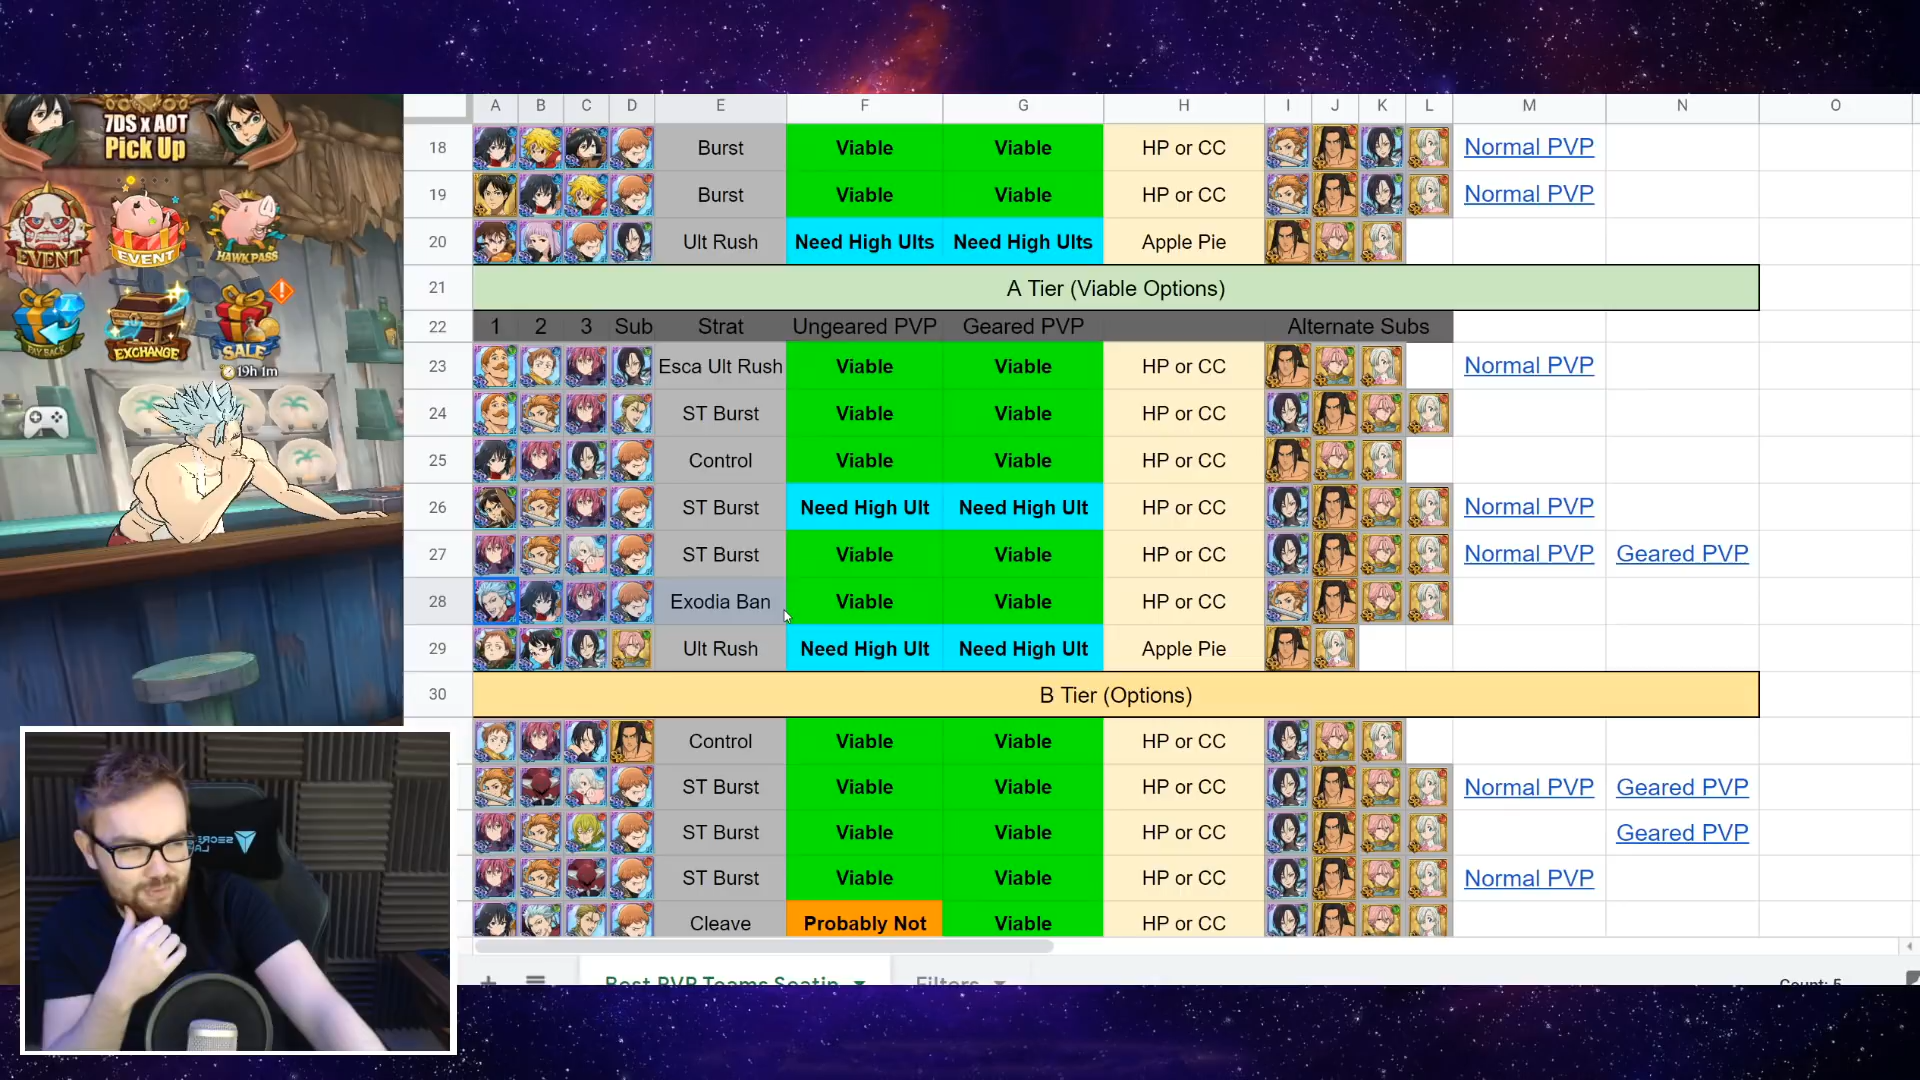 7DS x AOT
Pick Up
EVENT
EVENT
HAWK PASS
PAY BACK
EXCHANGE
SALE
19h 1m
A B C D E F G H I J K L M N O
18 Burst Viable Viable HP or CC Normal PVP
19 Burst Viable Viable HP or CC Normal PVP
20 Ult Rush Need High Ults Need High Ults Apple Pie
21 A Tier (Viable Options)
22 1 2 3 Sub Strat Ungeared PVP Geared PVP Alternate Subs
23 Esca Ult Rush Viable Viable HP or CC Normal PVP
24 ST Burst Viable Viable HP or CC
25 Control Viable Viable HP or CC
26 ST Burst Need High Ult Need High Ult HP or CC Normal PVP
27 ST Burst Viable Viable HP or CC Normal PVP Geared PVP
28 Exodia Ban Viable Viable HP or CC
29 Ult Rush Need High Ult Need High Ult Apple Pie
30 B Tier (Options)
Control Viable Viable HP or CC
ST Burst Viable Viable HP or CC Normal PVP Geared PVP
ST Burst Viable Viable HP or CC Geared PVP
ST Burst Viable Viable HP or CC Normal PVP
Cleave Probably Not Viable HP or CC
Best PVP Teams Seatin Filters Count: 5